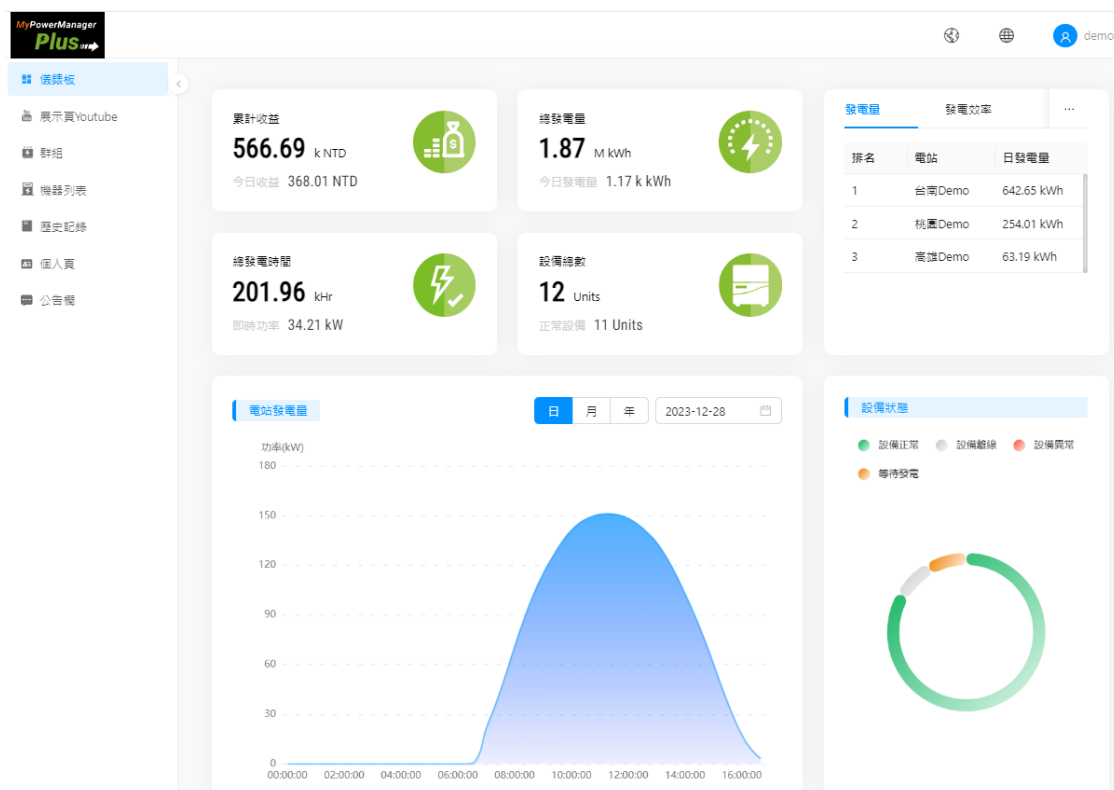 MyPowerManager
Plus
demo
儀錶板
展示頁Youtube
群組
機器列表
歷史記錄
個人頁
公告欄
累計收益
566.69 k NTD
今日收益 368.01 NTD
總發電量
1.87 M kWh
今日發電量 1.17 k kWh
總發電時間
201.96 kHr
即時功率 34.21 kW
設備總數
12 Units
正常設備 11 Units
發電量 發電效率 ...
排名 電站 日發電量
1 台南Demo 642.65 kWh
2 桃園Demo 254.01 kWh
3 高雄Demo 63.19 kWh
電站發電量
日 月 年 2023-12-28
功率(kW)
180
150
120
90
60
30
0
00:00:00 02:00:00 04:00:00 06:00:00 08:00:00 10:00:00 12:00:00 14:00:00 16:00:00
設備狀態
設備正常 設備離線 設備異常
等待發電